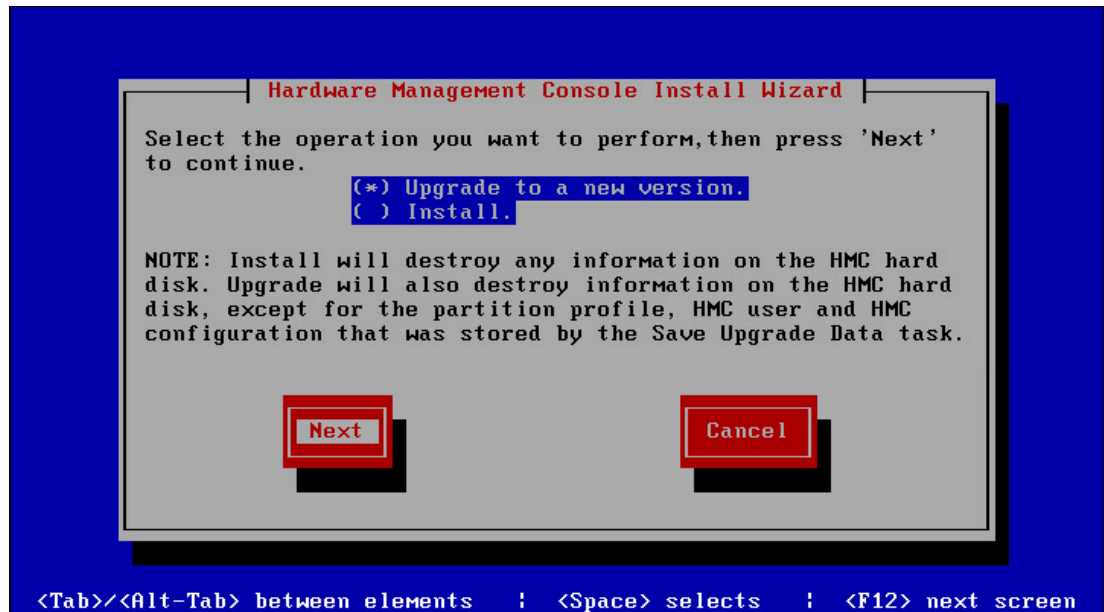 Hardware Management Console Install Wizard
Select the operation you want to perform,then press 'Next'
to continue.
(*) Upgrade to a new version.
( ) Install.
NOTE: Install will destroy any information on the HMC hard
disk. Upgrade will also destroy information on the HMC hard
disk, except for the partition profile, HMC user and HMC
configuration that was stored by the Save Upgrade Data task.
Next Cancel
<Tab>/<Alt-Tab> between elements ¦ <Space> selects ¦ <F12> next screen